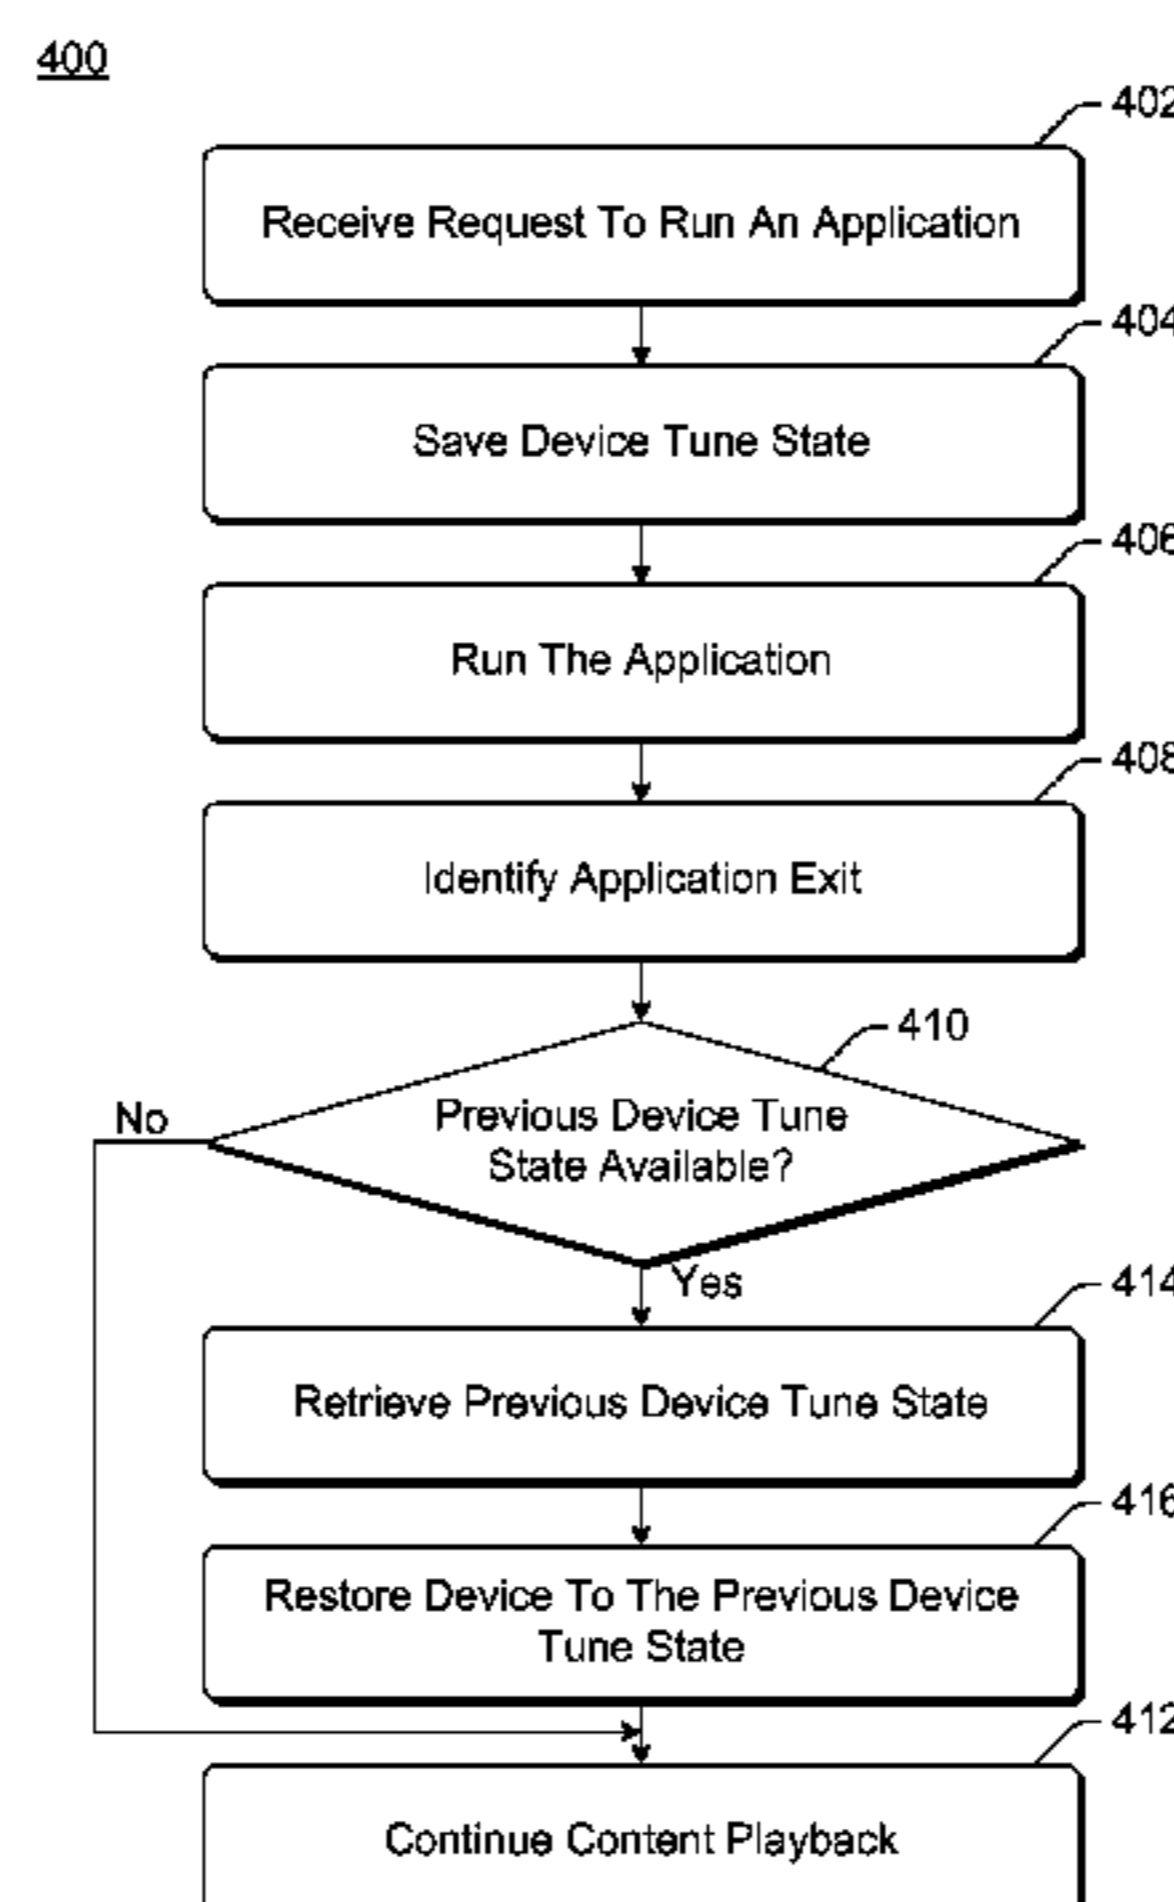 400
402
Receive Request To Run An Application
404
Save Device Tune State
406
Run The Application
408
Identify Application Exit
410
No
Previous Device Tune
State Available?
Yes
414
Retrieve Previous Device Tune State
416
Restore Device To The Previous Device
Tune State
412
Continue Content Playback